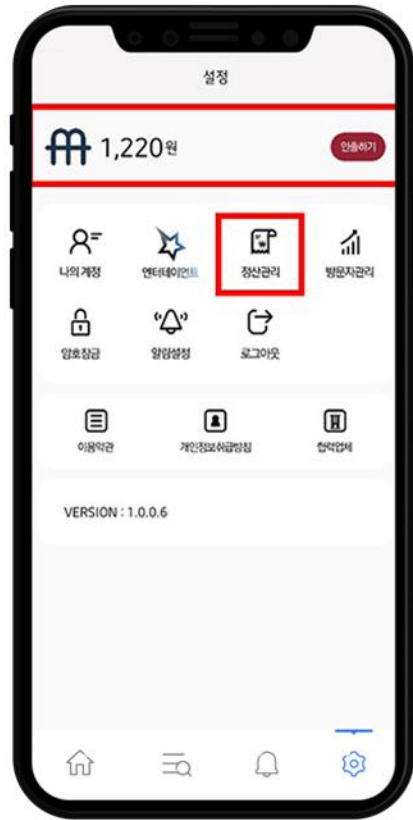 설정
1,220원 인출하기
나의 계정 엔터테이먼트 정산관리 방문자관리
암호잠금 알림설정 로그아웃
이용약관 개인정보취급방침 협력업체
VERSION : 1.0.0.6